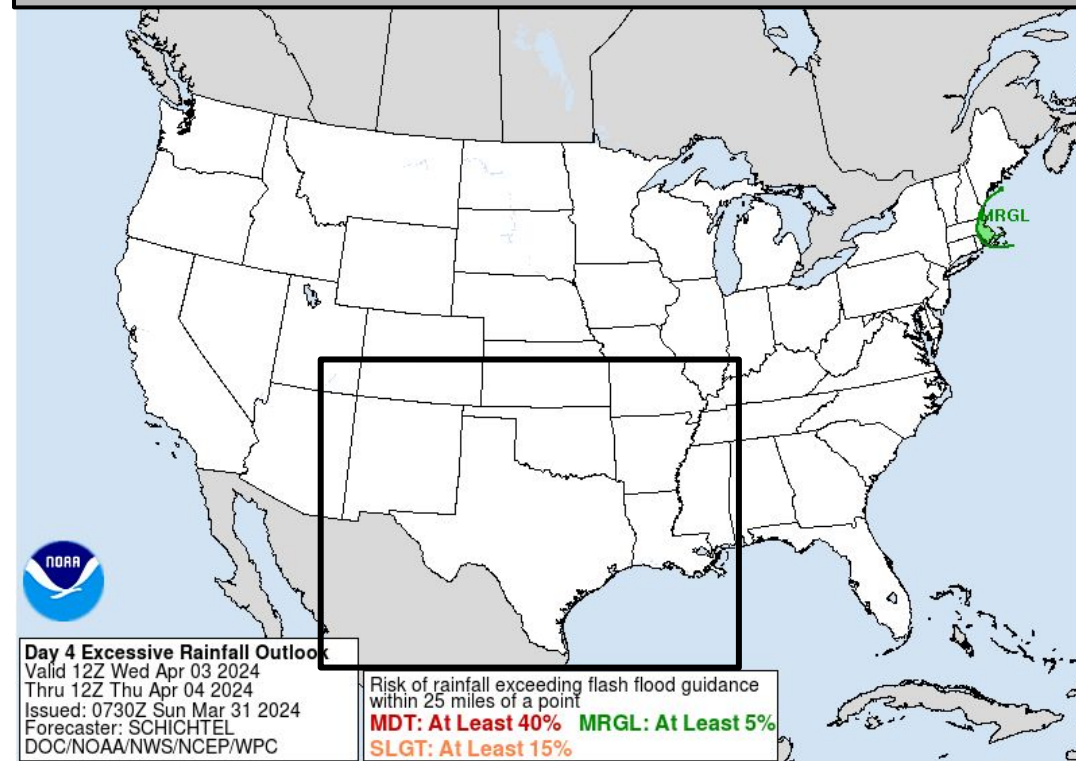 MRGL
NOAA
Day 4 Excessive Rainfall Outlook
Valid 12Z Wed Apr 03 2024
Thru 12Z Thu Apr 04 2024
Issued: 0730Z Sun Mar 31 2024
Forecaster: SCHICHTEL
DOC/NOAA/NWS/NCEP/WPC
Risk of rainfall exceeding flash flood guidance
within 25 miles of a point
MDT: At Least 40% MRGL: At Least 5%
SLGT: At Least 15%